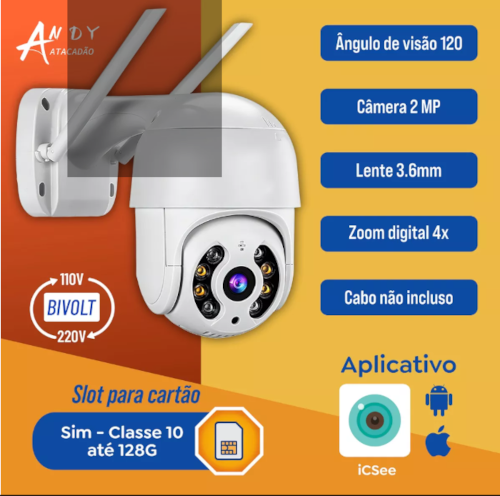 ANDY
ATACADÃO
Ângulo de visão 120
Câmera 2 MP
Lente 3.6mm
Zoom digital 4x
Cabo não incluso
110V
BIVOLT
220V
Slot para cartão
Sim - Classe 10
até 128G
Aplicativo
iCSee